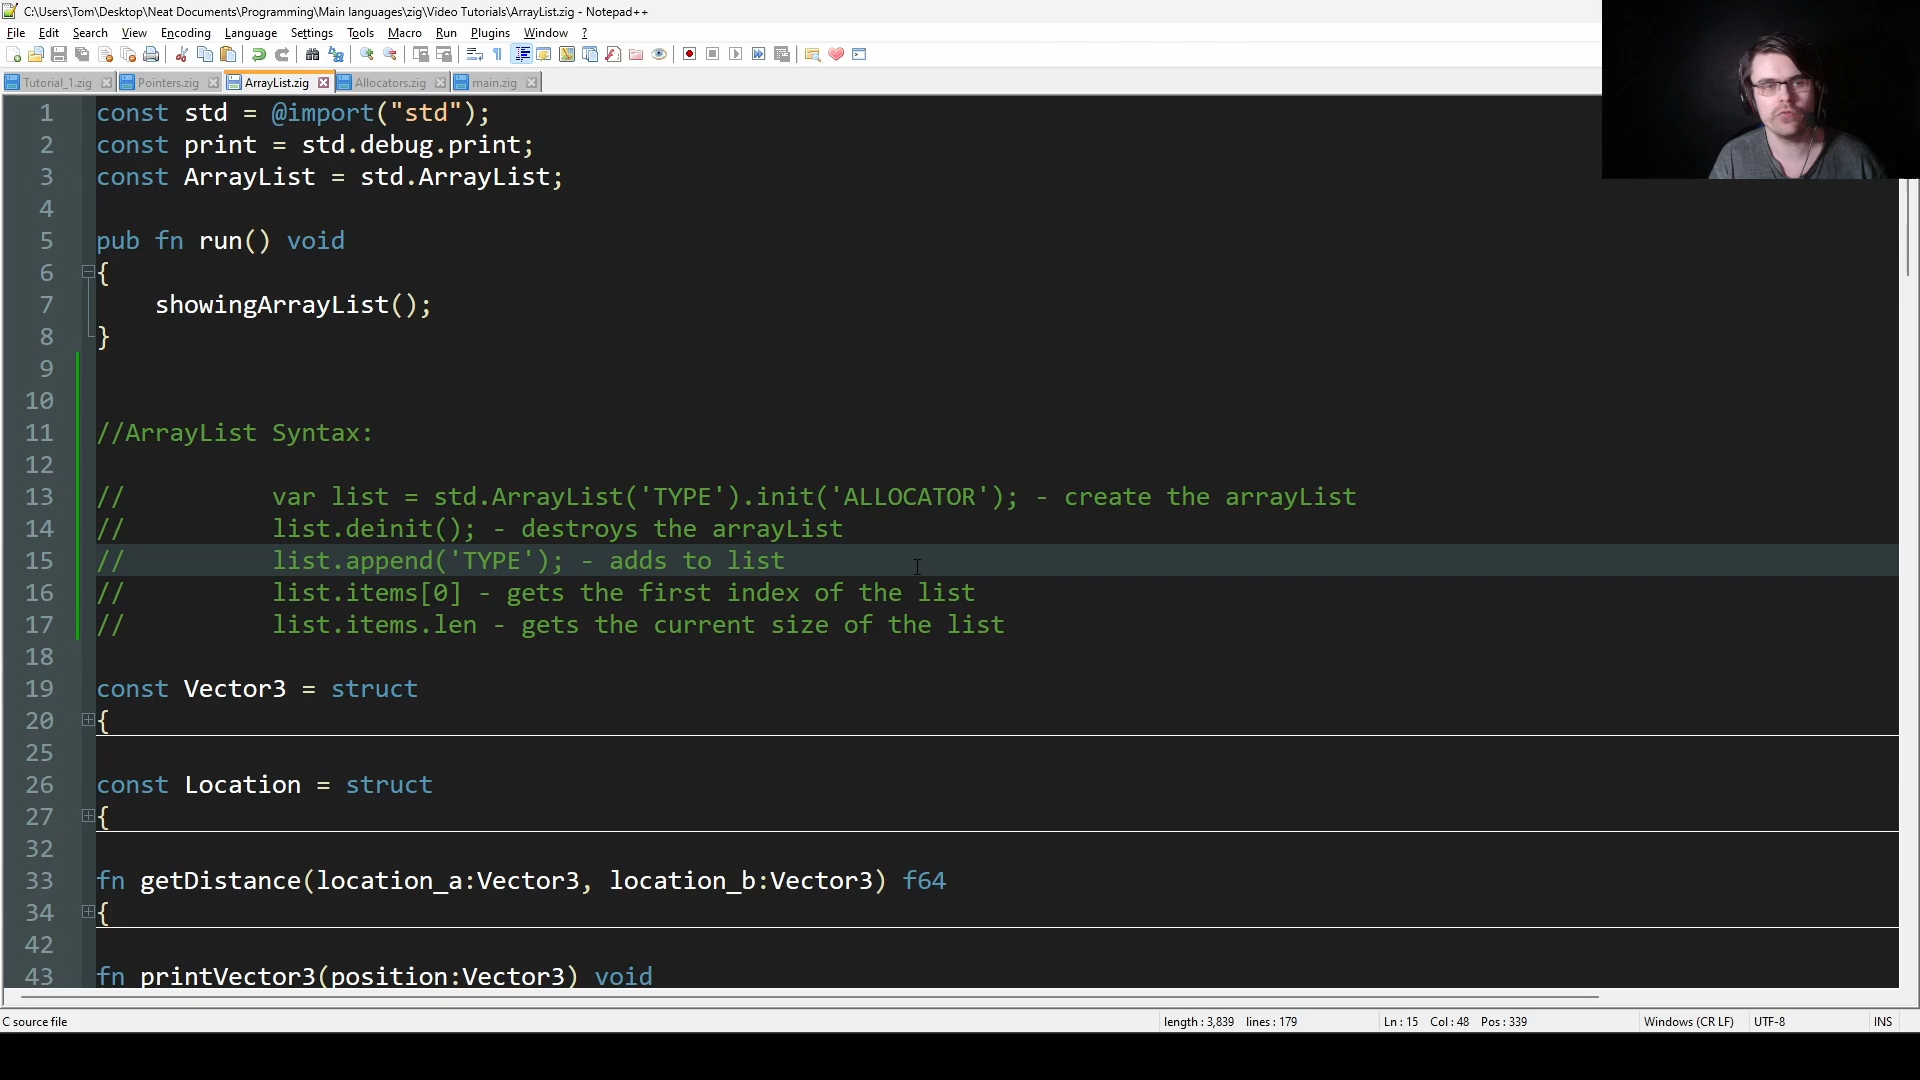 C:\Users\Tom\Desktop\Neat Documents\Programming\Main languages\zig\Video Tutorials\ArrayList.zig - Notepad++
File Edit Search View Encoding Language Settings Tools Macro Run Plugins Window ?
Tutorial_1.zig Pointers.zig ArrayList.zig Allocators.zig main.zig
1 const std = @import("std");
2 const print = std.debug.print;
3 const ArrayList = std.ArrayList;
4
5 pub fn run() void
6 {
7 showingArrayList();
8 }
9
10
11 //ArrayList Syntax:
12
13 // var list = std.ArrayList('TYPE').init('ALLOCATOR'); - create the arrayList
14 // list.deinit(); - destroys the arrayList
15 // list.append('TYPE'); - adds to list
16 // list.items[0] - gets the first index of the list
17 // list.items.len - gets the current size of the list
18
19 const Vector3 = struct
20 {
25
26 const Location = struct
27 {
32
33 fn getDistance(location_a:Vector3, location_b:Vector3) f64
34 {
42
43 fn printVector3(position:Vector3) void
C source file length : 3,839 lines : 179 Ln : 15 Col : 48 Pos : 339 Windows (CR LF) UTF-8 INS